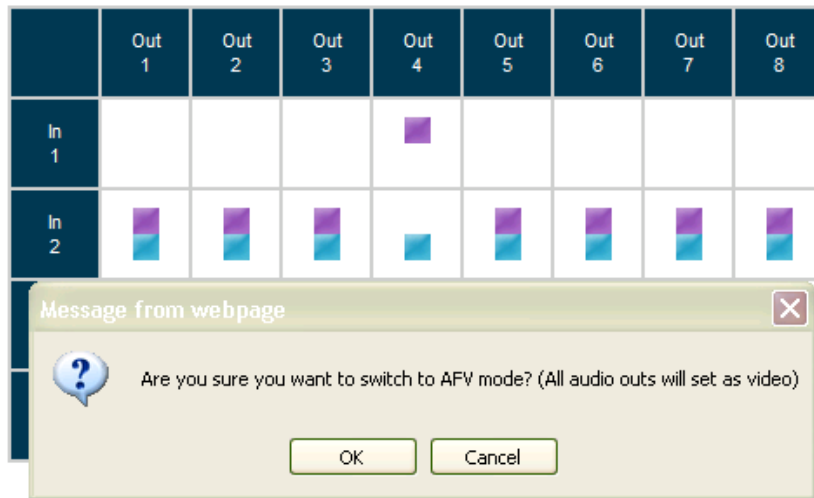 Out Out Out Out Out Out Out Out
1 2 3 4 5 6 7 8
In
1
In
2
Message from webpage
Are you sure you want to switch to AFV mode? (All audio outs will set as video)
OK Cancel